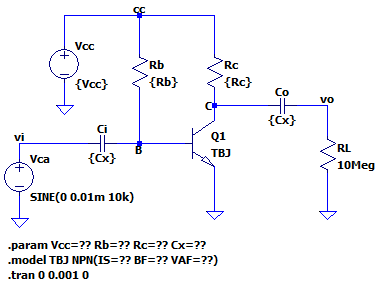 cc
Vcc
{Vcc}
Rb
{Rb}
Rc
{Rc}
C
Co
{Cx}
vo
vi
Ci
{Cx}
B
Q1
TBJ
RL
10Meg
Vca
SINE(0 0.01m 10k)
.param Vcc=?? Rb=?? Rc=?? Cx=??
.model TBJ NPN(IS=?? BF=?? VAF=??)
.tran 0 0.001 0